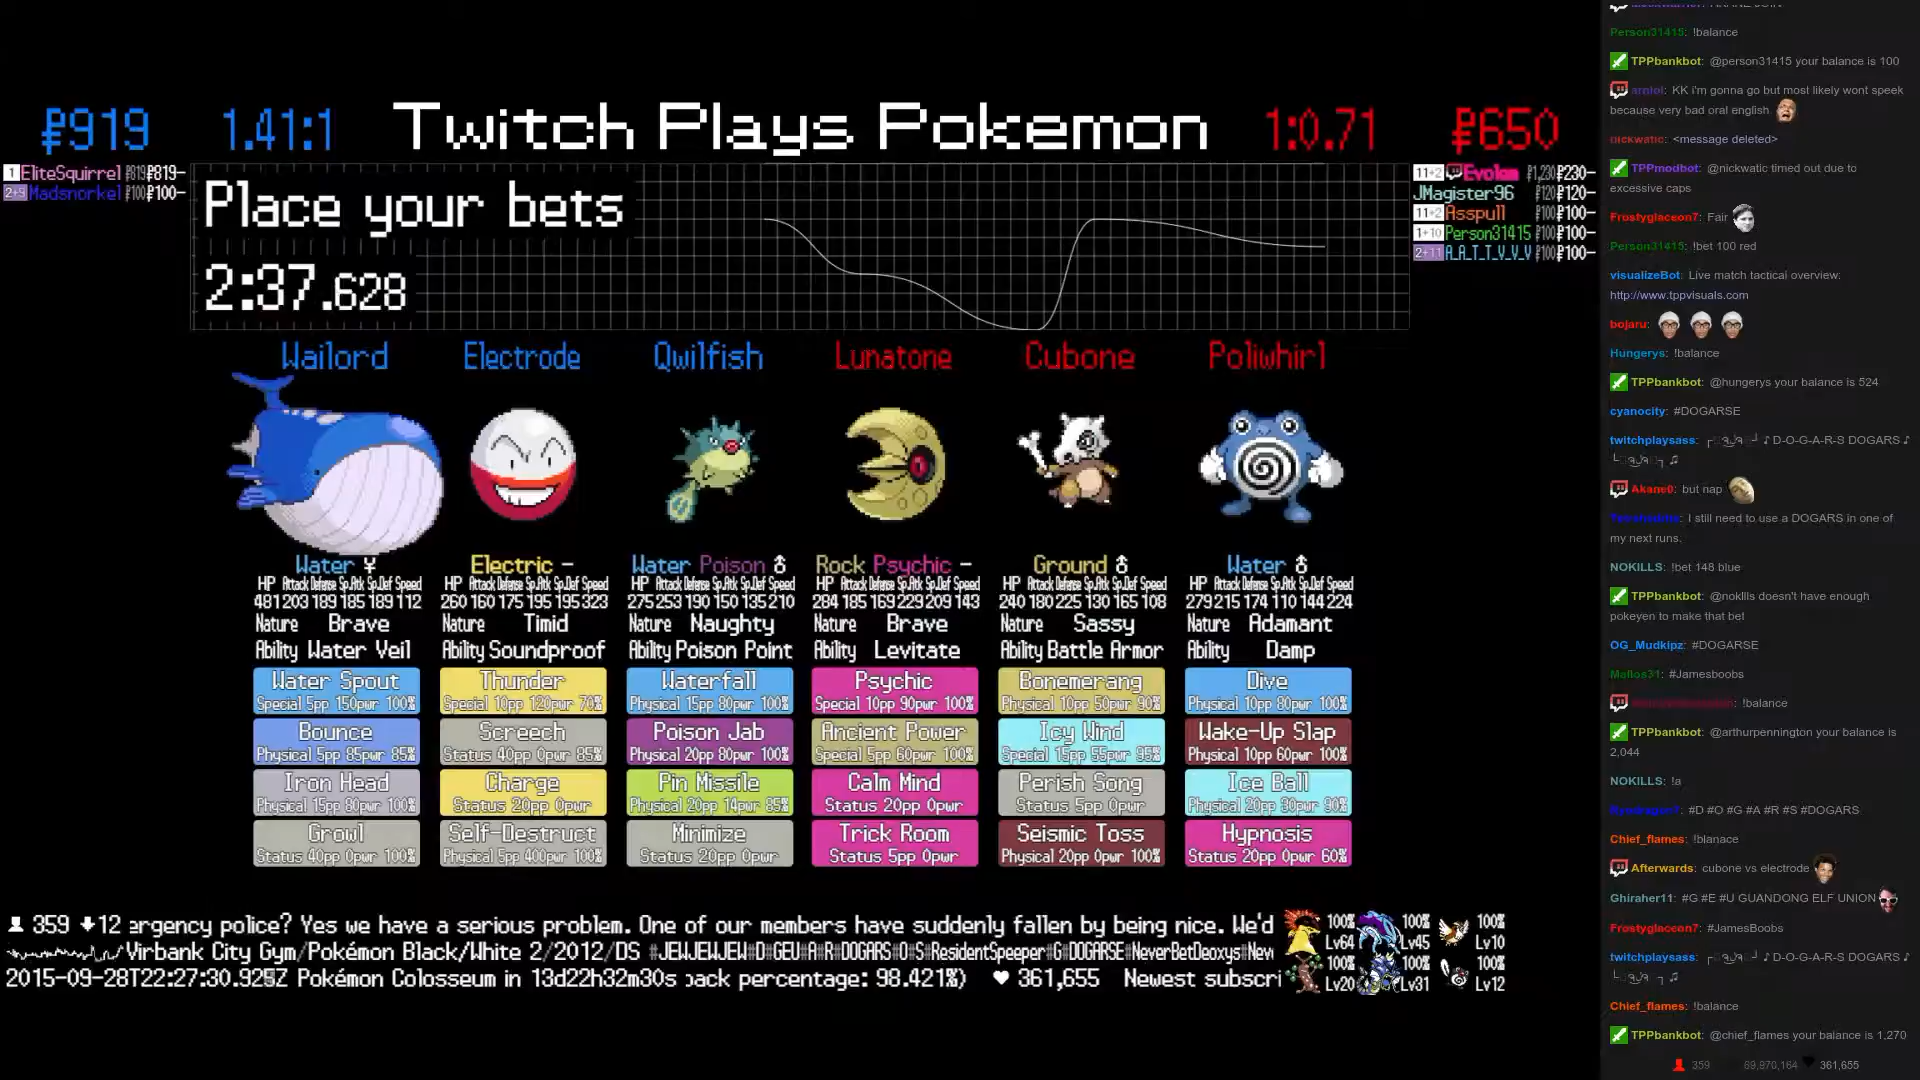 ₽919
1.41:1
Twitch Plays Pokemon
1:0.71
₽650
1 EliteSquirrel ₽819 ₽819-
2+9 Madsnorkel ₽100 ₽100-
Place your bets
2:37.628
11+2 Evolom ₽1,230 ₽230-
JMagister96 ₽120 ₽120-
11+2 Asspull ₽100 ₽100-
1+10 Person31415 ₽100 ₽100-
2+11 A_A_T_T_V_V_V ₽100 ₽100-
Wailord
Electrode
Qwilfish
Lunatone
Cubone
Poliwhirl
Water ¥
HP Attack Defense Sp.Atk Sp.Def Speed
481 203 189 185 189 112
Nature Brave
Ability Water Veil
Water Spout
Special 5pp 150pwr 100%
Bounce
Physical 5pp 85pwr 85%
Iron Head
Physical 15pp 80pwr 100%
Growl
Status 40pp 0pwr 100%
Electric -
HP Attack Defense Sp.Atk Sp.Def Speed
260 160 175 195 195 323
Nature Timid
Ability Soundproof
Thunder
Special 10pp 120pwr 70%
Screech
Status 40pp 0pwr 85%
Charge
Status 20pp 0pwr
Self-Destruct
Physical 5pp 400pwr 100%
Water Poison ♂
HP Attack Defense Sp.Atk Sp.Def Speed
275 253 190 150 135 210
Nature Naughty
Ability Poison Point
Waterfall
Physical 15pp 80pwr 100%
Poison Jab
Physical 20pp 80pwr 100%
Pin Missile
Physical 20pp 14pwr 85%
Minimize
Status 20pp 0pwr
Rock Psychic -
HP Attack Defense Sp.Atk Sp.Def Speed
284 185 169 229 209 143
Nature Brave
Ability Levitate
Psychic
Special 10pp 90pwr 100%
Ancient Power
Special 5pp 60pwr 100%
Calm Mind
Status 20pp 0pwr
Trick Room
Status 5pp 0pwr
Ground ♂
HP Attack Defense Sp.Atk Sp.Def Speed
240 180 225 130 165 108
Nature Sassy
Ability Battle Armor
Bonemerang
Physical 10pp 50pwr 90%
Icy Wind
Special 15pp 55pwr 95%
Perish Song
Status 5pp 0pwr
Seismic Toss
Physical 20pp 0pwr 100%
Water ♂
HP Attack Defense Sp.Atk Sp.Def Speed
279 215 174 110 144 224
Nature Adamant
Ability Damp
Dive
Physical 10pp 80pwr 100%
Wake-Up Slap
Physical 10pp 60pwr 100%
Ice Ball
Physical 20pp 30pwr 90%
Hypnosis
Status 20pp 0pwr 60%
359 12 ergency police? Yes we have a serious problem. One of our members have suddenly fallen by being nice. We'd
Virbank City Gym/Pokémon Black/White 2/2012/DS #JEWJEWJEW#D#GEU#A#R#DOGARS#O#S#ResidentSpeeper#G#DOGARSE#NeverBetDeoxys#Nev
2015-09-28T22:27:30.925Z Pokémon Colosseum in 13d22h32m30s back percentage: 98.421%) ♥ 361,655 Newest subscri
100% 100% 100%
Lv64 Lv45 Lv10
100% 100% 100%
Lv20 Lv31 Lv12
Person31415: !balance
TPPbankbot: @person31415 your balance is 100
KK i'm gonna go but most likely wont speek
because very bad oral english
nickwatic: <message deleted>
TPPmodbot: @nickwatic timed out due to
excessive caps
Frostyglaceon7: Fair
Person31415: !bet 100 red
visualizeBot: Live match tactical overview:
http://www.tppvisuals.com
bojaru:
Hungerys: !balance
TPPbankbot: @hungerys your balance is 524
cyanocity: #DOGARSE
twitchplaysass: ♪ D-O-G-A-R-S DOGARS ♪
♫
Akane0: but nap
I still need to use a DOGARS in one of
my next runs.
NOKILLS: !bet 148 blue
TPPbankbot: @nokills doesn't have enough
pokeyen to make that bet
OG_Mudkipz: #DOGARSE
Mallos31: #Jamesboobs
!balance
TPPbankbot: @arthurpennington your balance is
2,044
NOKILLS: !a
#D #O #G #A #R #S #DOGARS
Chief_flames: !blanace
Afterwards: cubone vs electrode
Ghiraher11: #G #E #U GUANDONG ELF UNION
Frostyglaceon7: #JamesBoobs
twitchplaysass: ♪ D-O-G-A-R-S DOGARS ♪
♫
Chief_flames: !balance
TPPbankbot: @chief_flames your balance is 1,270
359 69,970,164 361,655